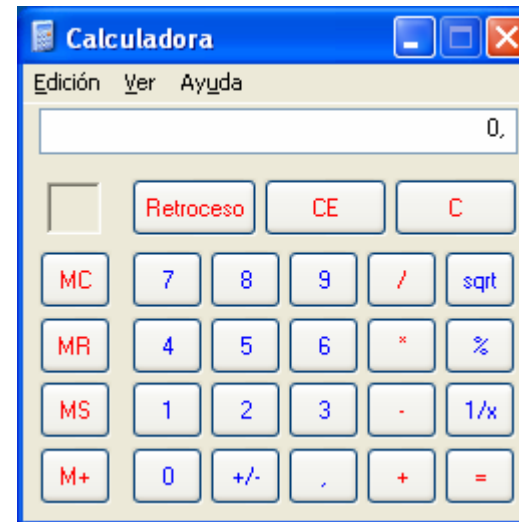 Calculadora
Edición Ver Ayuda
0,
Retroceso CE C
MC 7 8 9 / sqrt
MR 4 5 6 * %
MS 1 2 3 - 1/x
M+ 0 +/- , + =